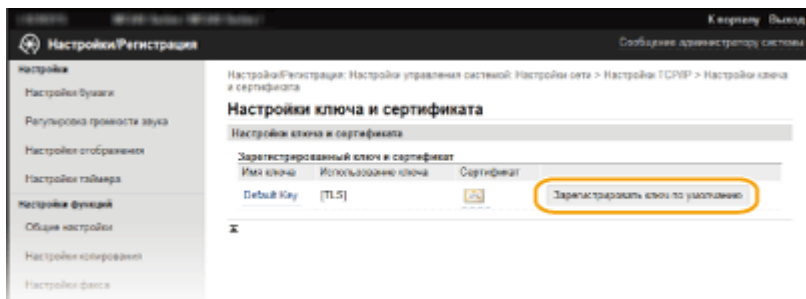 К порталу Выход
Настройки/Регистрация
Сообщение администратору системы
Настройки
Настройки бумаги
Регулировка громкости звука
Настройки отображения
Настройки таймера
Настройки функций
Общие настройки
Настройки копирования
Настройки факса
Настройки/Регистрация: Настройки управления системой: Настройки сети > Настройки TCP/IP > Настройки ключа
и сертификата
Настройки ключа и сертификата
Настройки ключа и сертификата
Зарегистрированный ключ и сертификат
Имя ключа Использование ключа Сертификат
Default Key [TLS] Зарегистрировать ключ по умолчанию